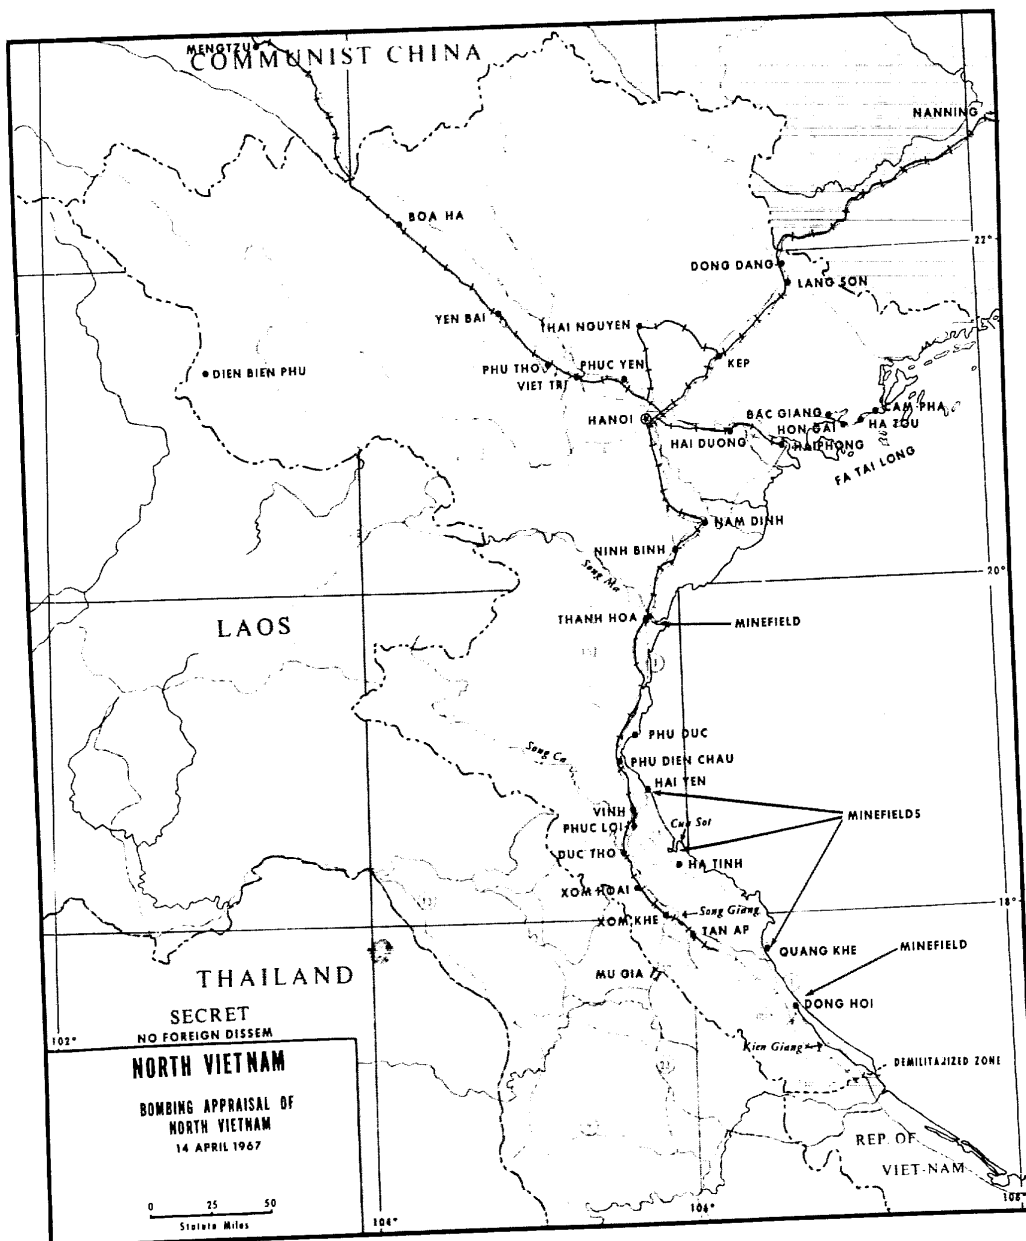 MENGTZU
COMMUNIST CHINA
NANNING
BOA HA
22°
DONG DANG
LANG SON
YEN BAI
THAI NGUYEN
KEP
PHU THO
PHUC YEN
VIET TRI
DIEN BIEN PHU
HANOI
BAC GIANG
CAM PHA
HON GAI
HA TOU
HAI DUONG
HAIPHONG
FA TAI LONG
NAM DINH
NINH BINH
20°
Song Ma
THANH HOA
MINEFIELD
LAOS
1
PHU DUC
Song Ca
PHU DIEN CHAU
HAI YEN
VINH
MINEFIELDS
PHUC LOI
Cua Sot
DUC THO
HA TINH
XOM HOAI
Song Giang
18°
XOM KHE
TAN AP
QUANG KHE
MINEFIELD
THAILAND
MU GIA
DONG HOI
SECRET
NO FOREIGN DISSEM
102°
Kien Giang
DEMILITAJIZED ZONE
NORTH VIETNAM
BOMBING APPRAISAL OF
NORTH VIETNAM
14 APRIL 1967
REP. OF
VIET-NAM
0 25 50
Statute Miles
104°
106°
108°